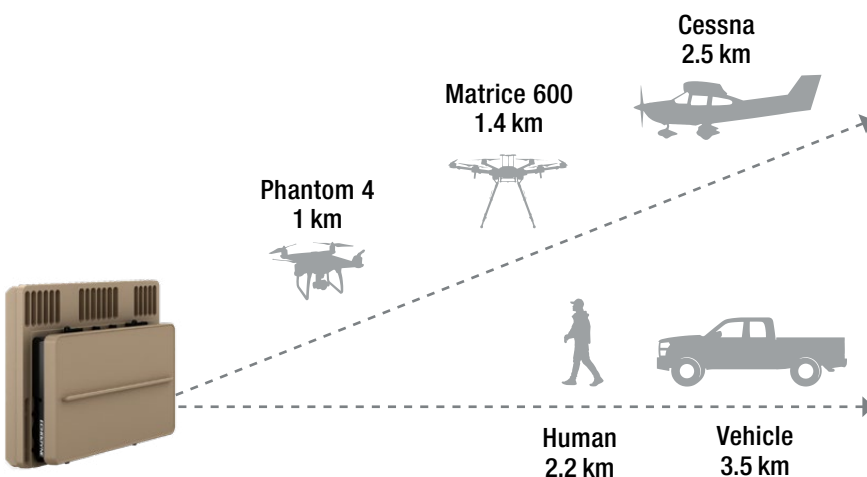 Cessna
2.5 km
Matrice 600
1.4 km
Phantom 4
1 km
Human
2.2 km
Vehicle
3.5 km